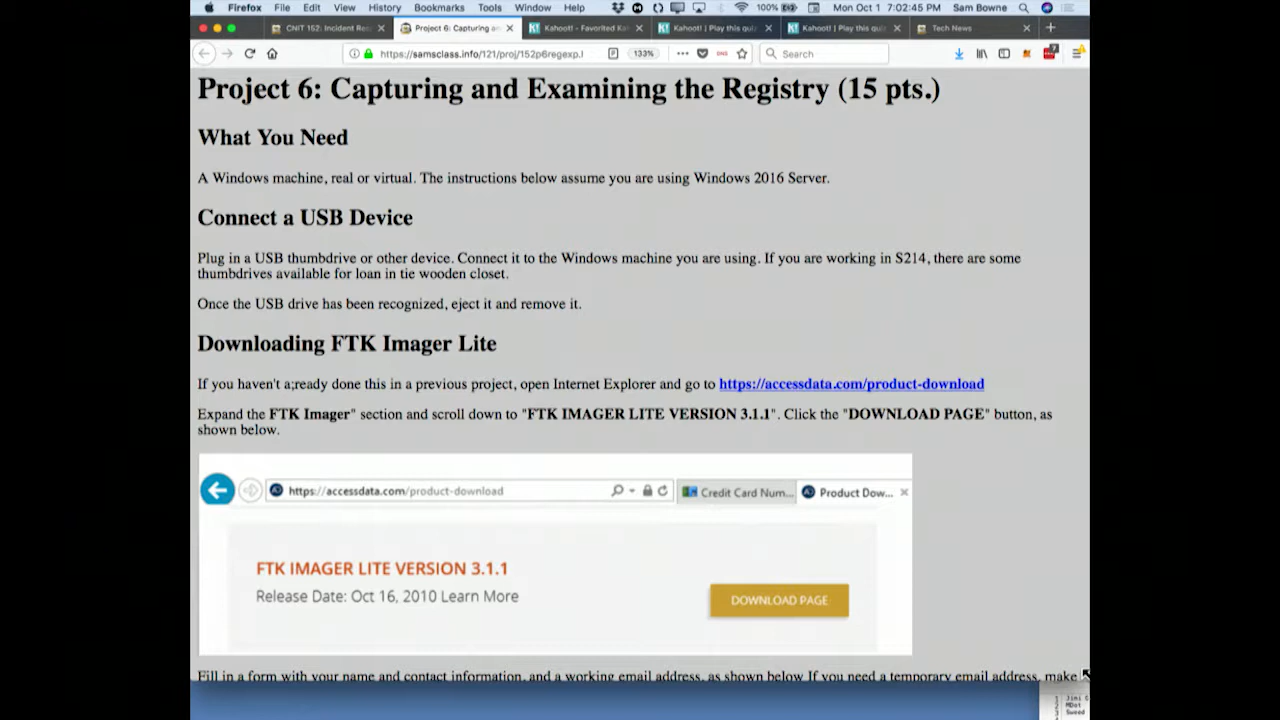 Firefox File Edit View History Bookmarks Tools Window Help 100% Mon Oct 1 7:02:45 PM Sam Bowne
CNIT 152: Incident Re Project 6: Capturing an Kahoot! - Favorited Ka Kahoot! | Play this qui Kahoot! | Play this qui Tech News
https://samsclass.info/121/proj/152p6regexp.l 133% Search
Project 6: Capturing and Examining the Registry (15 pts.)
What You Need
A Windows machine, real or virtual. The instructions below assume you are using Windows 2016 Server.
Connect a USB Device
Plug in a USB thumbdrive or other device. Connect it to the Windows machine you are using. If you are working in S214, there are some
thumbdrives available for loan in tie wooden closet.
Once the USB drive has been recognized, eject it and remove it.
Downloading FTK Imager Lite
If you haven't a;ready done this in a previous project, open Internet Explorer and go to https://accessdata.com/product-download
Expand the FTK Imager" section and scroll down to "FTK IMAGER LITE VERSION 3.1.1". Click the "DOWNLOAD PAGE" button, as
shown below.
https://accessdata.com/product-download Credit Card Num... Product Dow...
FTK IMAGER LITE VERSION 3.1.1
Release Date: Oct 16, 2010 Learn More
DOWNLOAD PAGE
Fill in a form with your name and contact information, and a working email address, as shown below If you need a temporary email address, make